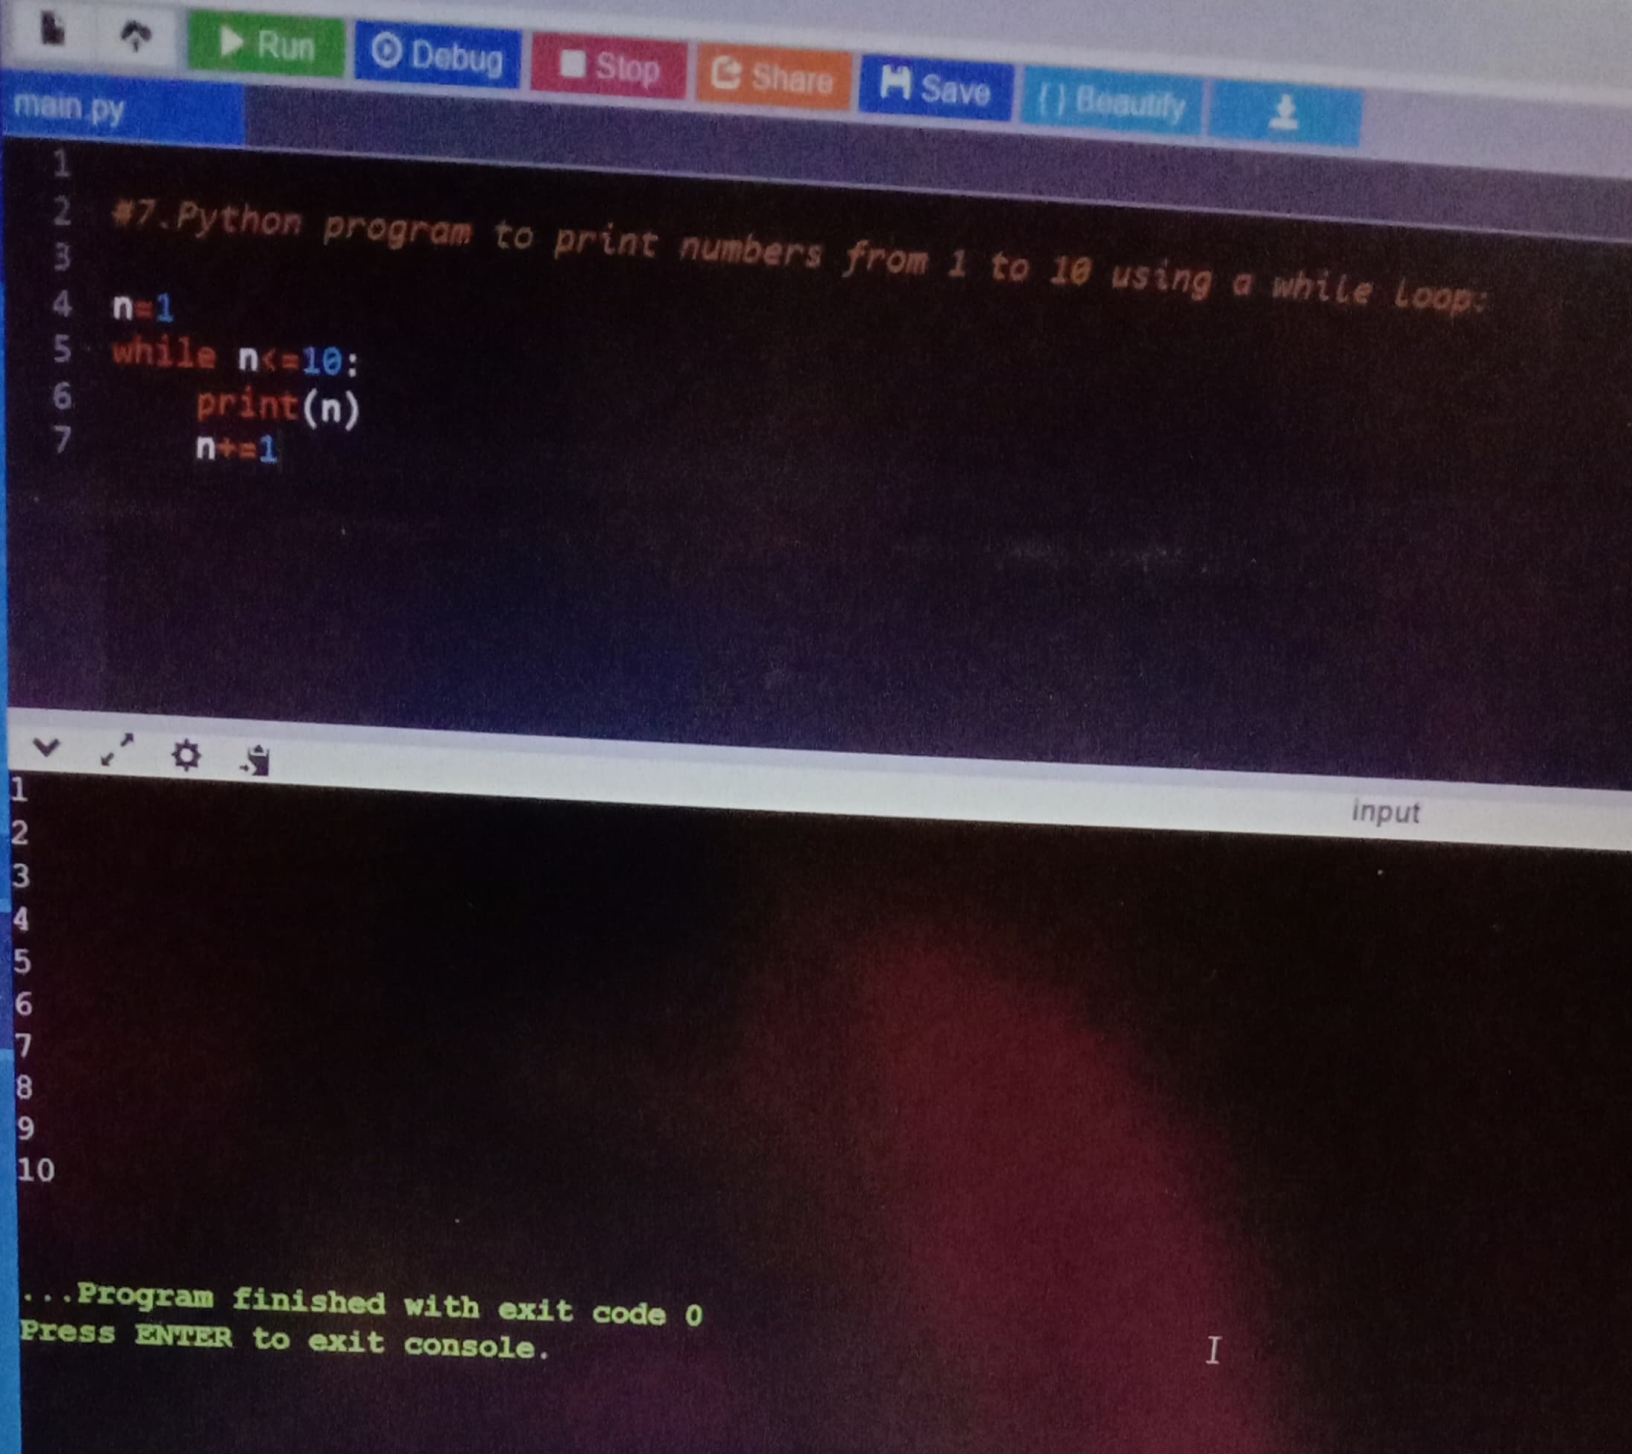 Run Debug Stop Share Save { } Beautify
main.py
1
2 #7.Python program to print numbers from 1 to 10 using a while loop:
3
4 n=1
5 while n<=10:
6     print(n)
7     n+=1
input
1
2
3
4
5
6
7
8
9
10
...Program finished with exit code 0
Press ENTER to exit console.